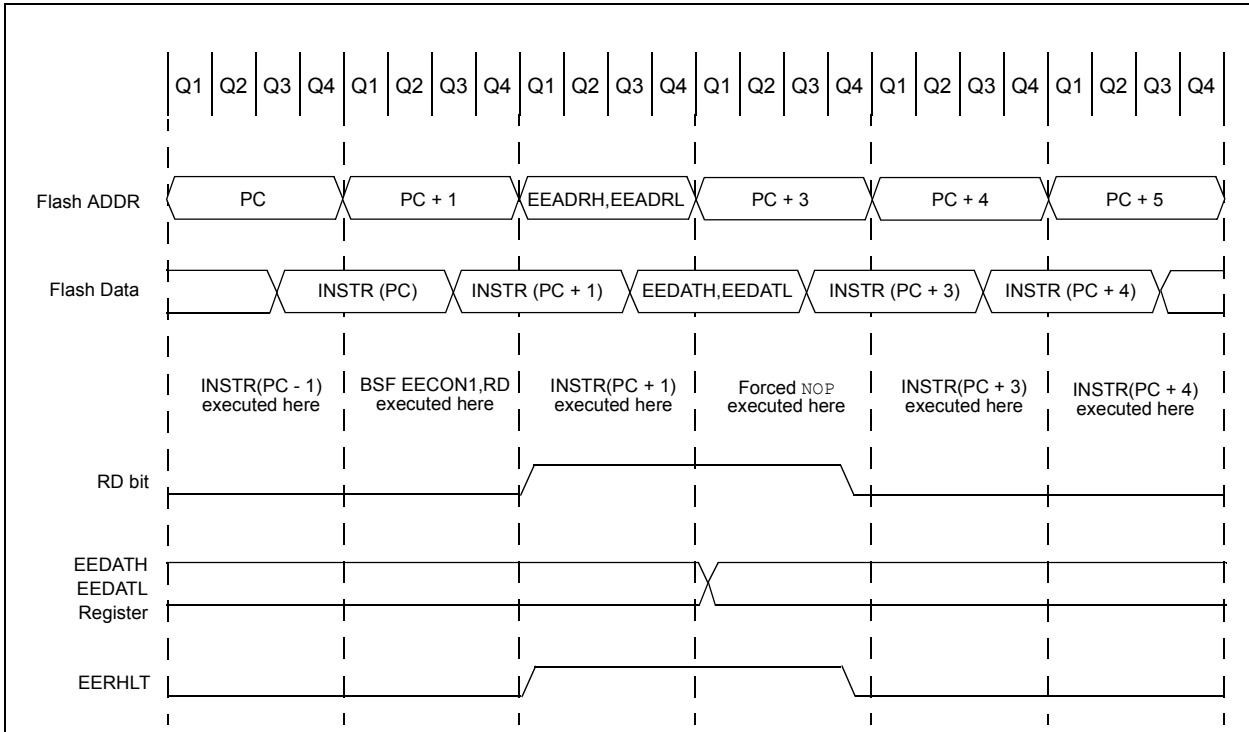 Q1 Q2 Q3 Q4 Q1 Q2 Q3 Q4 Q1 Q2 Q3 Q4 Q1 Q2 Q3 Q4 Q1 Q2 Q3 Q4 Q1 Q2 Q3 Q4
Flash ADDR PC PC + 1 EEADRH,EEADRL PC + 3 PC + 4 PC + 5
Flash Data INSTR (PC) INSTR (PC + 1) EEDATH,EEDATL INSTR (PC + 3) INSTR (PC + 4)
INSTR(PC - 1) BSF EECON1,RD INSTR(PC + 1) Forced NOP INSTR(PC + 3) INSTR(PC + 4)
executed here executed here executed here executed here executed here executed here
RD bit
EEDATH
EEDATL
Register
EERHLT